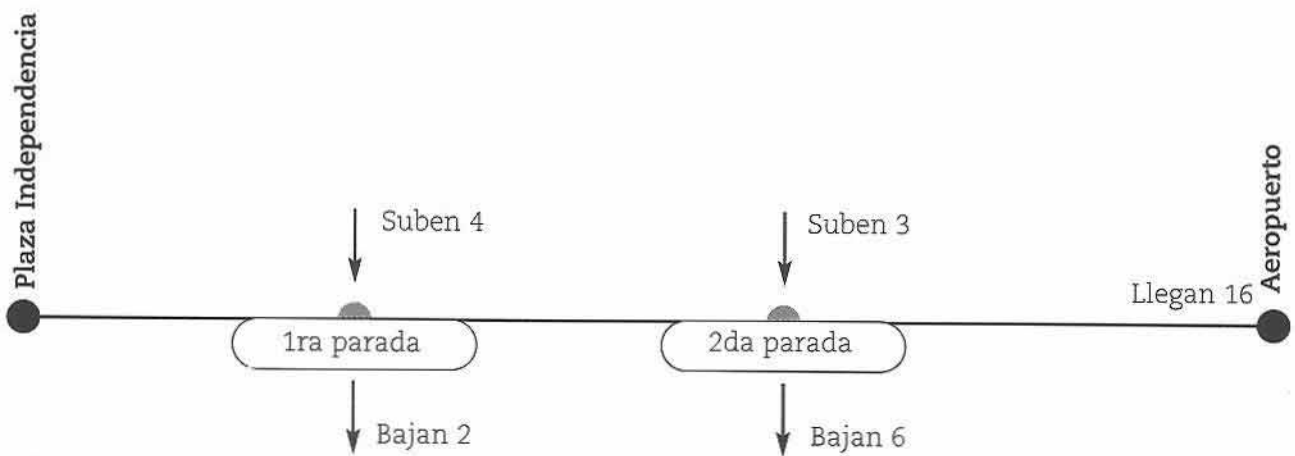 Plaza Independencia
Suben 4
1ra parada
Bajan 2
Suben 3
2da parada
Bajan 6
Llegan 16
Aeropuerto